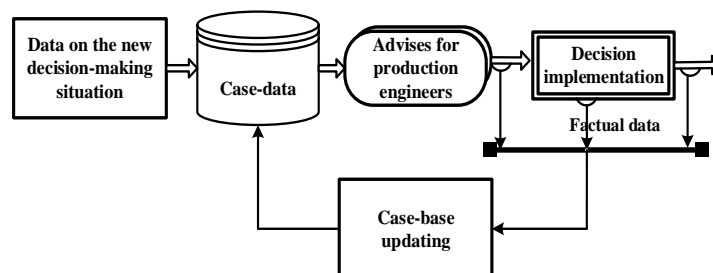 Data on the new
decision-making
situation
Case-data
Advises for
production
engineers
Decision
implementation
Factual data
Case-base
updating